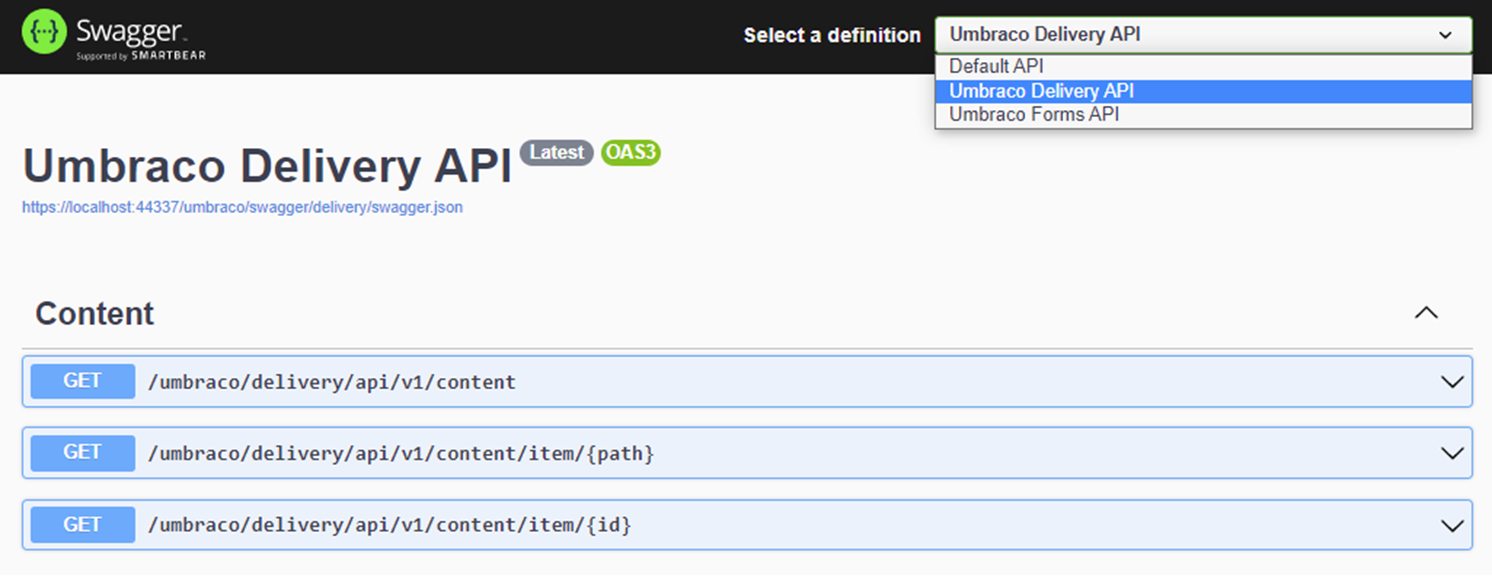 Swagger
Supported by SMARTBEAR
Select a definition
Umbraco Delivery API
Default API
Umbraco Delivery API
Umbraco Forms API
Umbraco Delivery API Latest OAS3
https://localhost:44337/umbraco/swagger/delivery/swagger.json
Content
GET /umbraco/delivery/api/v1/content
GET /umbraco/delivery/api/v1/content/item/{path}
GET /umbraco/delivery/api/v1/content/item/{id}